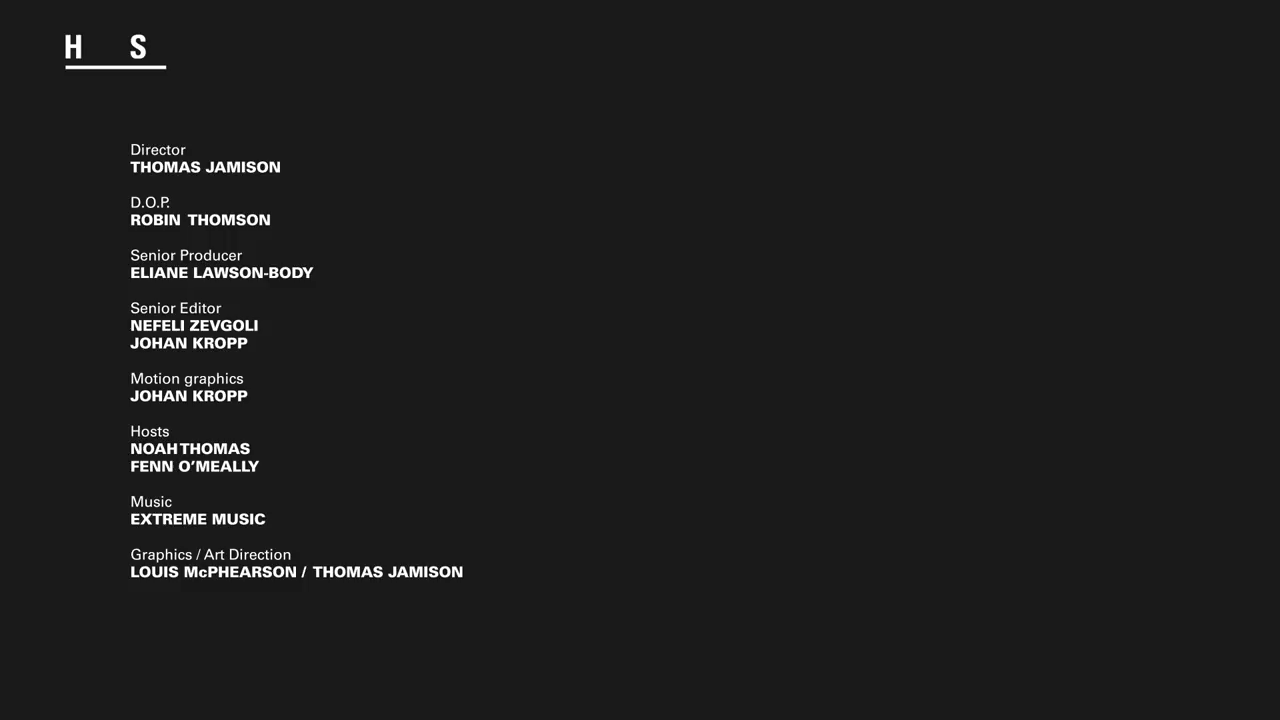 H S
Director
THOMAS JAMISON
D.O.P.
ROBIN THOMSON
Senior Producer
ELIANE LAWSON-BODY
Senior Editor
NEFELI ZEVGOLI
JOHAN KROPP
Motion graphics
JOHAN KROPP
Hosts
NOAH THOMAS
FENN O’MEALLY
Music
EXTREME MUSIC
Graphics / Art Direction
LOUIS McPHEARSON / THOMAS JAMISON